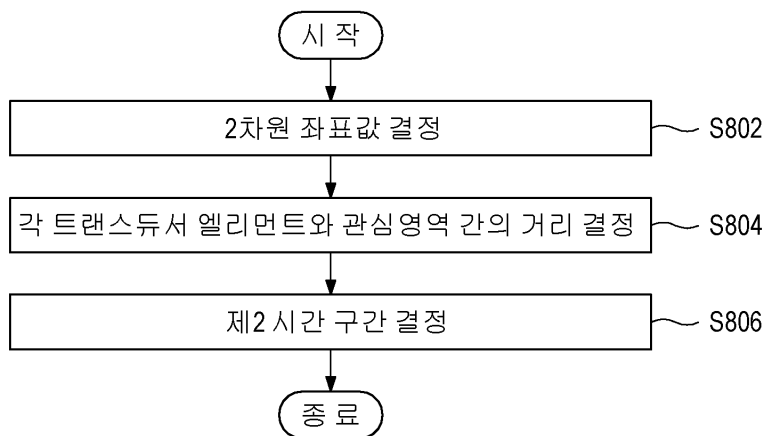 시 작
2차원 좌표값 결정
S802
각 트랜스듀서 엘리먼트와 관심영역 간의 거리 결정
S804
제2 시간 구간 결정
S806
종 료